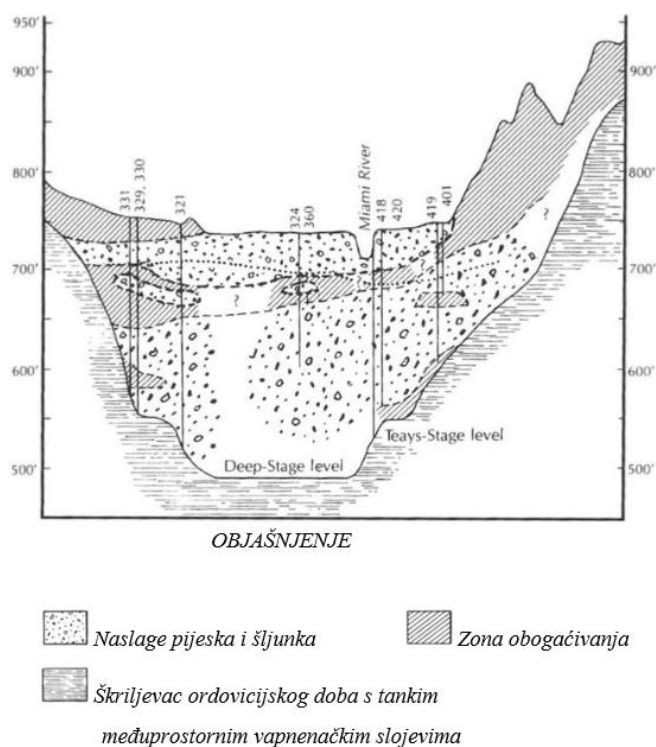 950'
900'
800'
700'
600'
500'
900'
800'
700'
600'
500'
331
329, 330
321
324
360
Miami River
418
420
419
401
?
?
?
Teays-Stage level
Deep-Stage level
OBJAŠNJENJE
Naslage pijeska i šljunka
Zona obogaćivanja
Škriljevac ordovicijskog doba s tankim
međuprostornim vapnenačkim slojevima